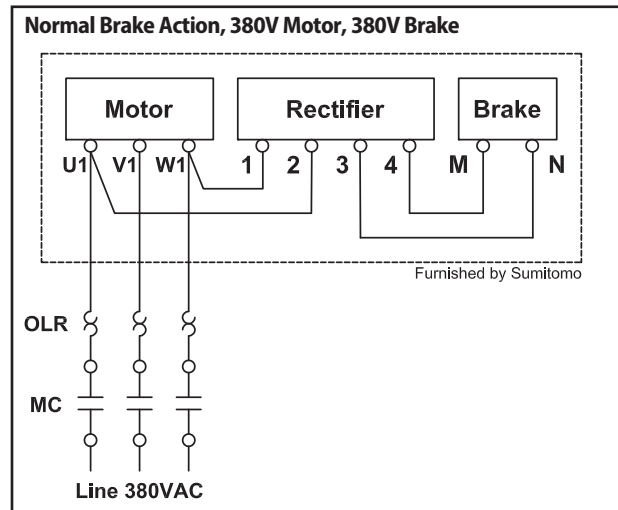 Normal Brake Action, 380V Motor, 380V Brake
Motor Rectifier Brake
U1 V1 W1 1 2 3 4 M N
Furnished by Sumitomo
OLR
MC
Line 380VAC